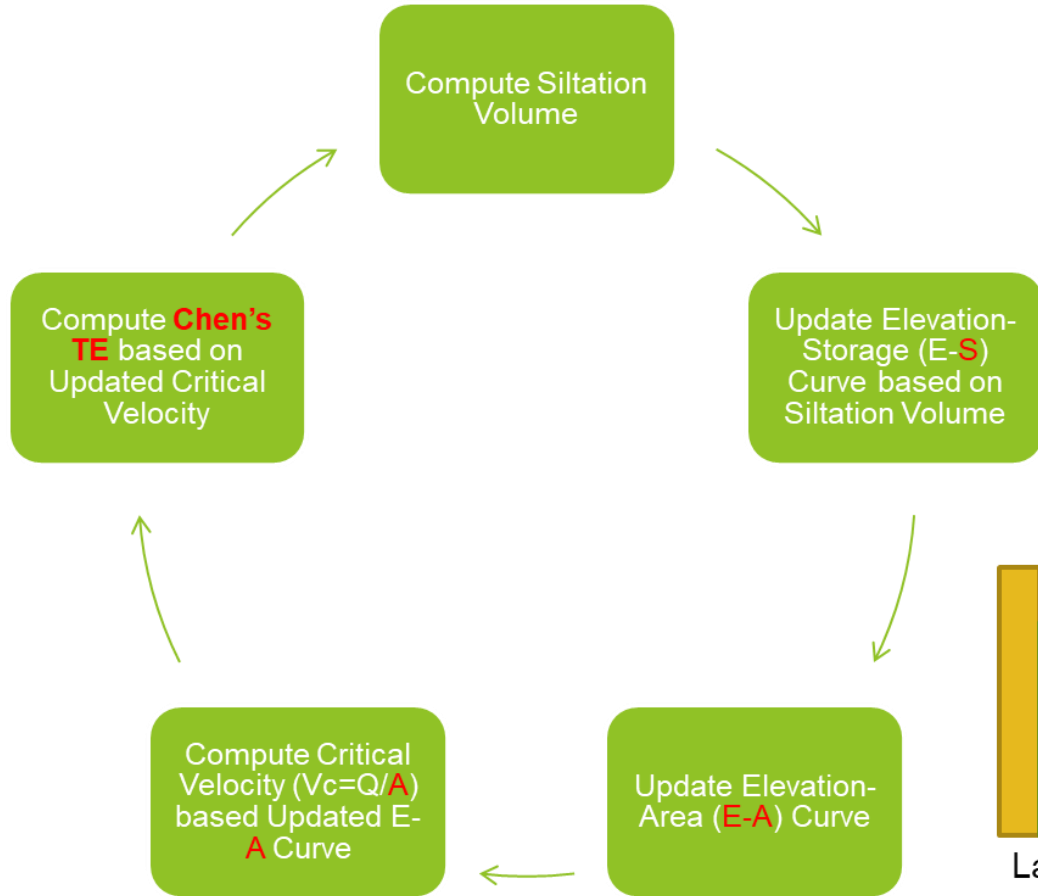 Compute Siltation
Volume
Update Elevation-
Storage (E-S)
Curve based on
Siltation Volume
Update Elevation-
Area (E-A) Curve
Compute Critical
Velocity (Vc=Q/A)
based Updated E-
A Curve
Compute Chen’s
TE based on
Updated Critical
Velocity
La